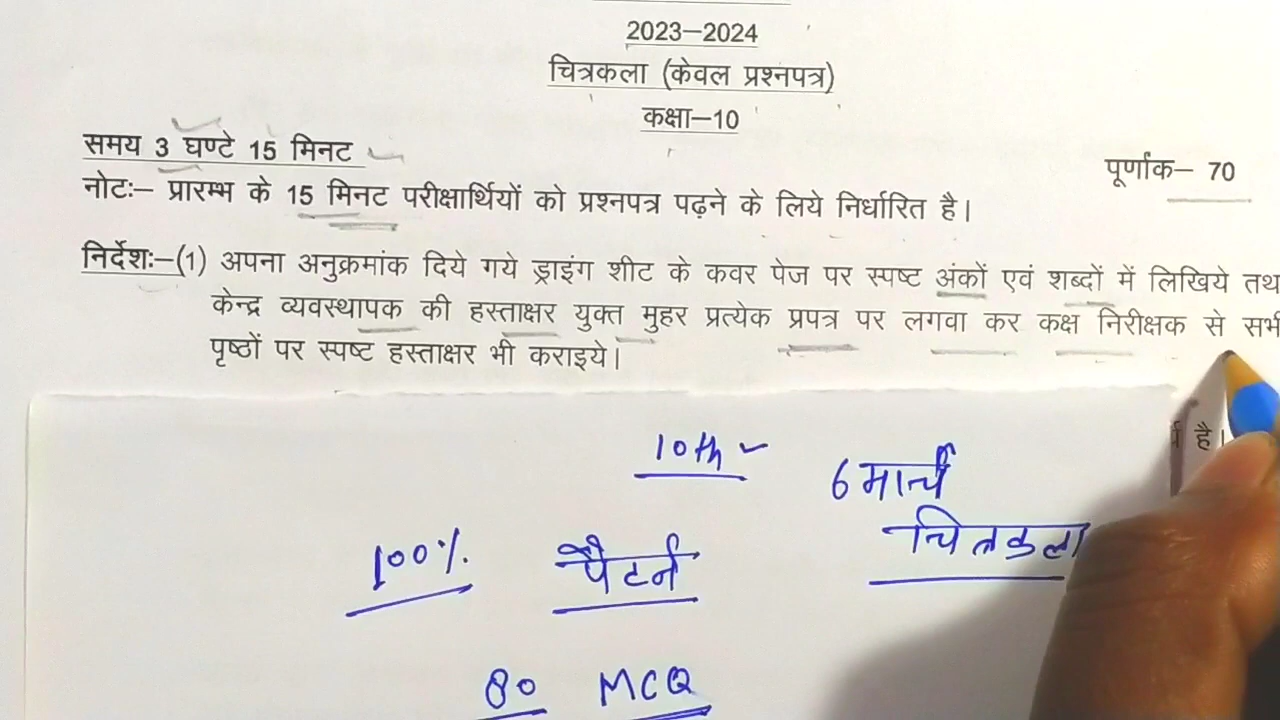 2023–2024
चित्रकला (केवल प्रश्नपत्र)
कक्षा–10
समय 3 घण्टे 15 मिनट
पूर्णाक– 70
नोटः– प्रारम्भ के 15 मिनट परीक्षार्थियों को प्रश्नपत्र पढ़ने के लिये निर्धारित है।
निर्देशः–(1) अपना अनुक्रमांक दिये गये ड्राइंग शीट के कवर पेज पर स्पष्ट अंकों एवं शब्दों में लिखिये तथ
केन्द्र व्यवस्थापक की हस्ताक्षर युक्त मुहर प्रत्येक प्रपत्र पर लगवा कर कक्ष निरीक्षक से सभ
पृष्ठों पर स्पष्ट हस्ताक्षर भी कराइये।
है।
10th
6 मार्च
चित्रकला
100%
पैटर्न
80 MCQ